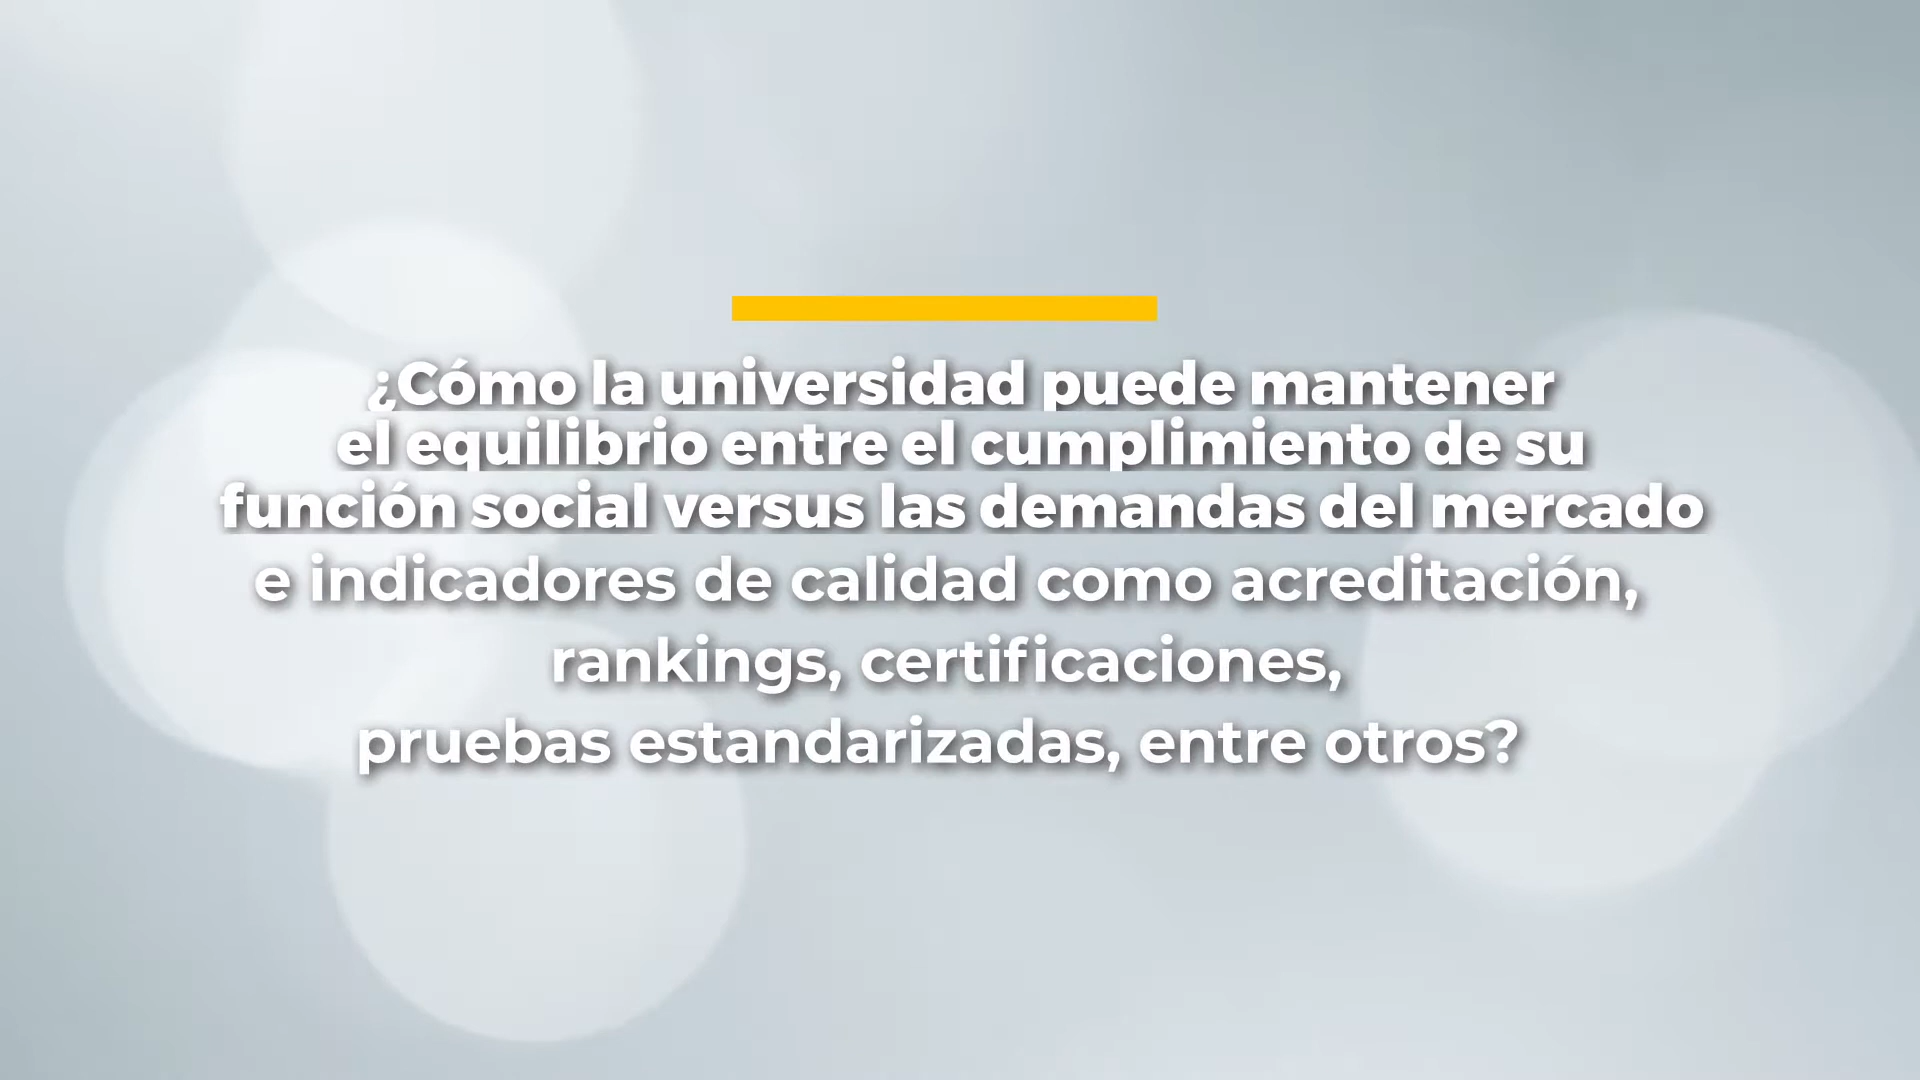 ¿Cómo la universidad puede mantener
el equilibrio entre el cumplimiento de su
función social versus las demandas del mercado
e indicadores de calidad como acreditación,
rankings, certificaciones,
pruebas estandarizadas, entre otros?